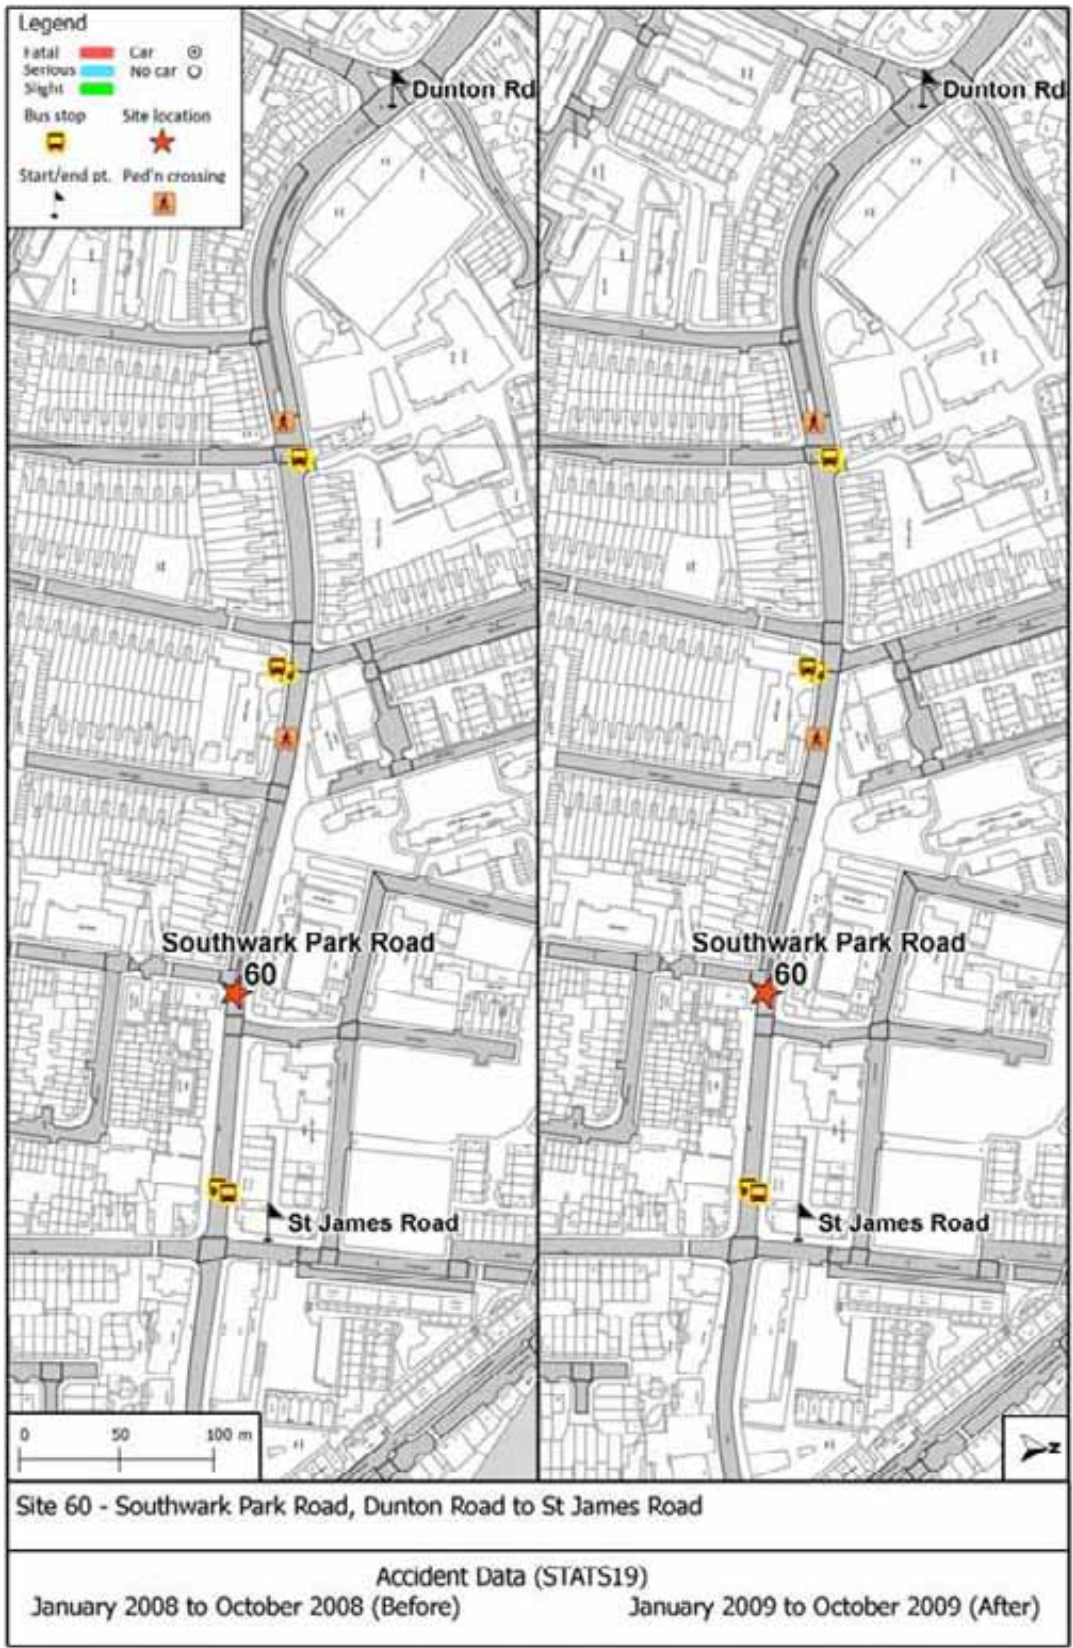 Legend
Fatal Car
Serious No car
Slight
Bus stop Site location
Start/end pt. Ped'n crossing
Dunton Rd
Dunton Rd
Southwark Park Road
60
Southwark Park Road
60
St James Road
St James Road
0 50 100 m
N
Site 60 - Southwark Park Road, Dunton Road to St James Road
Accident Data (STATS19)
January 2008 to October 2008 (Before) January 2009 to October 2009 (After)